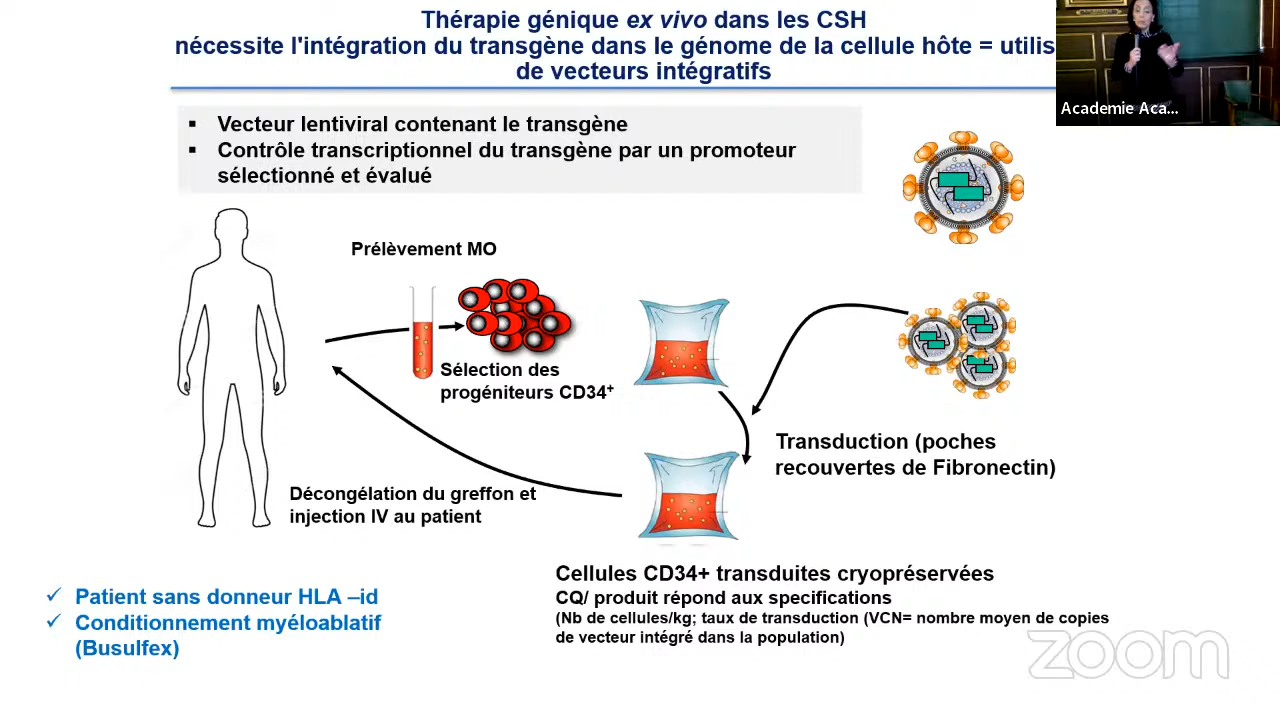 Thérapie génique ex vivo dans les CSH
nécessite l'intégration du transgène dans le génome de la cellule hôte = utilis
de vecteurs intégratifs
Academie Aca...
▪ Vecteur lentiviral contenant le transgène
▪ Contrôle transcriptionnel du transgène par un promoteur
sélectionné et évalué
Prélèvement MO
Sélection des
progéniteurs CD34+
Transduction (poches
recouvertes de Fibronectin)
Décongélation du greffon et
injection IV au patient
Cellules CD34+ transduites cryopréservées
CQ/ produit répond aux specifications
(Nb de cellules/kg; taux de transduction (VCN= nombre moyen de copies
de vecteur intégré dans la population)
✓ Patient sans donneur HLA –id
✓ Conditionnement myéloablatif
(Busulfex)
zoom